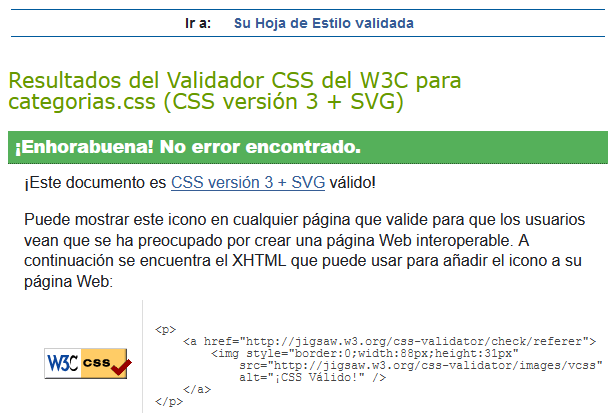 Ir a: Su Hoja de Estilo validada
Resultados del Validador CSS del W3C para
categorias.css (CSS versión 3 + SVG)
¡Enhorabuena! No error encontrado.
¡Este documento es CSS versión 3 + SVG válido!
Puede mostrar este icono en cualquier página que valide para que los usuarios
vean que se ha preocupado por crear una página Web interoperable. A
continuación se encuentra el XHTML que puede usar para añadir el icono a su
página Web:
W3C css
<p>
<a href="http://jigsaw.w3.org/css-validator/check/referer">
<img style="border:0;width:88px;height:31px"
src="http://jigsaw.w3.org/css-validator/images/vcss"
alt="¡CSS Válido!" />
</a>
</p>